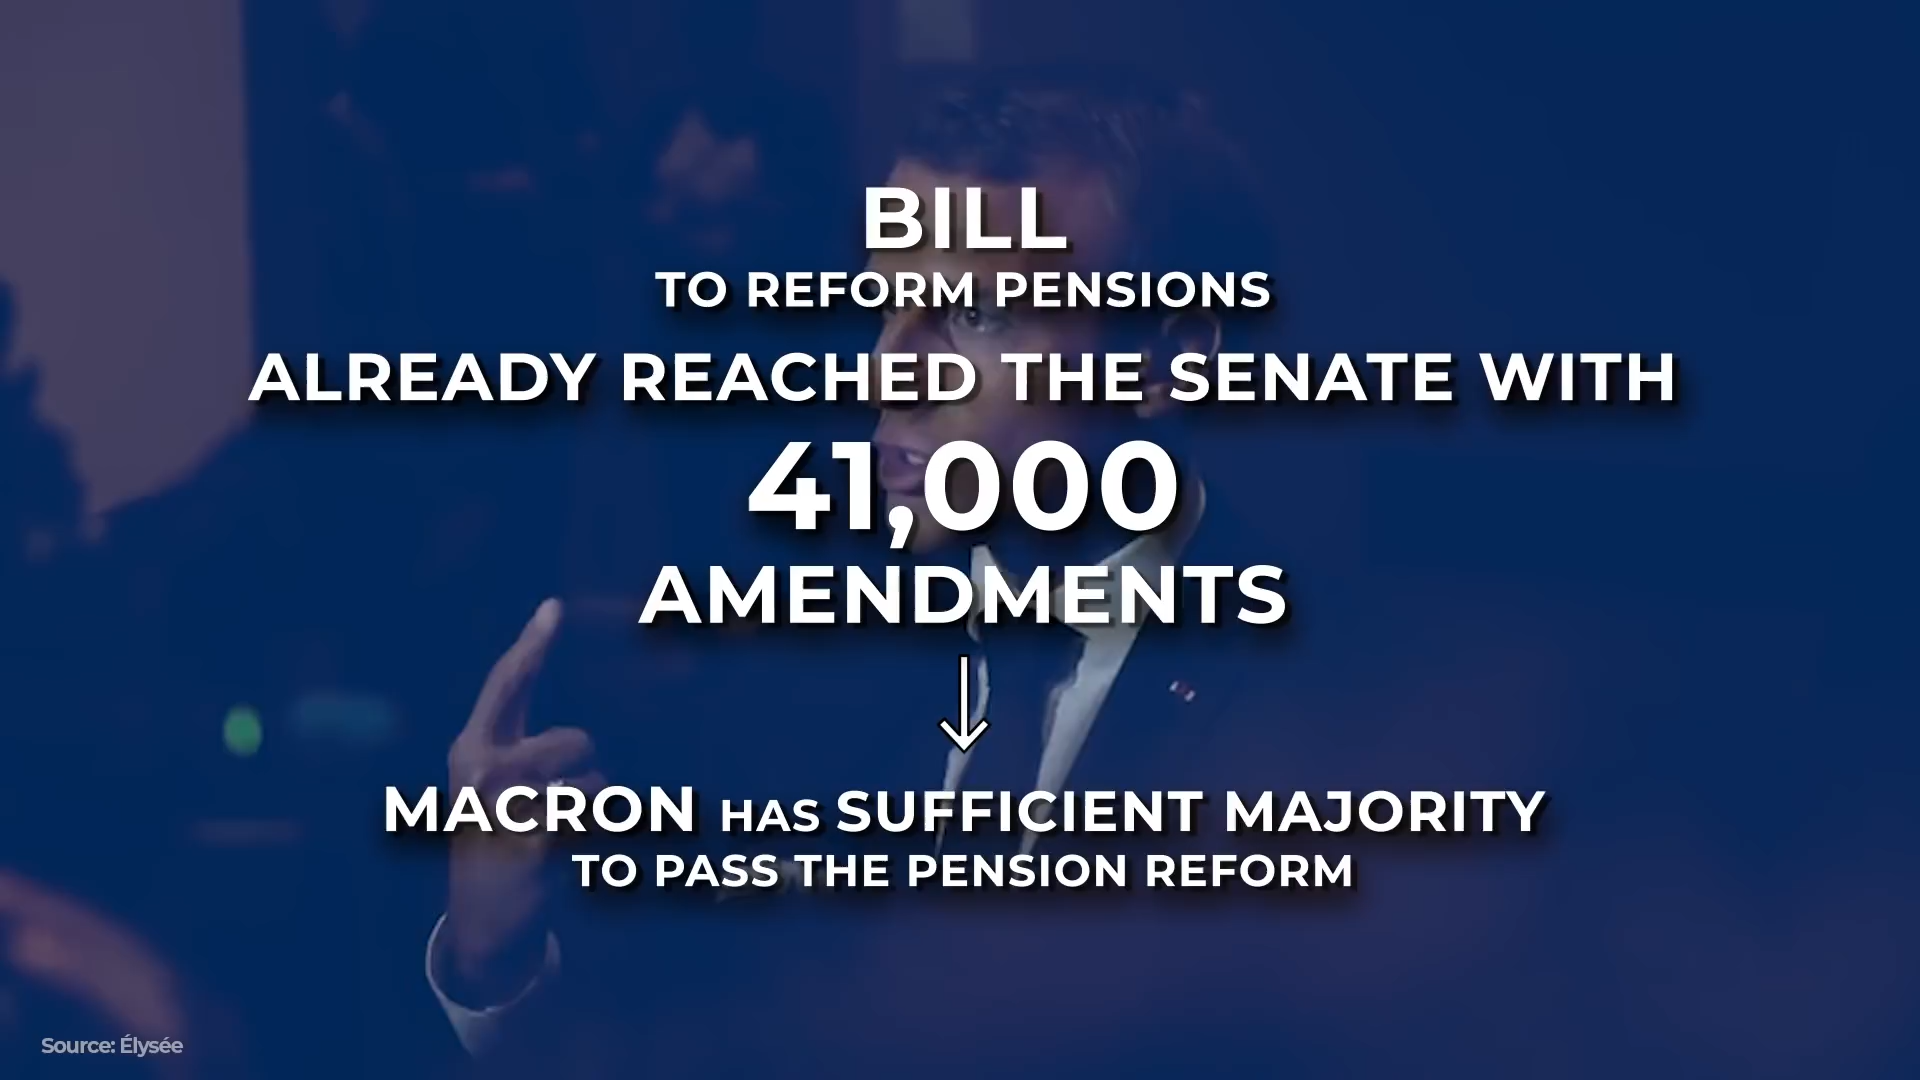 BILL
TO REFORM PENSIONS
ALREADY REACHED THE SENATE WITH
41,000
AMENDMENTS
MACRON HAS SUFFICIENT MAJORITY
TO PASS THE PENSION REFORM
Source: Élysée